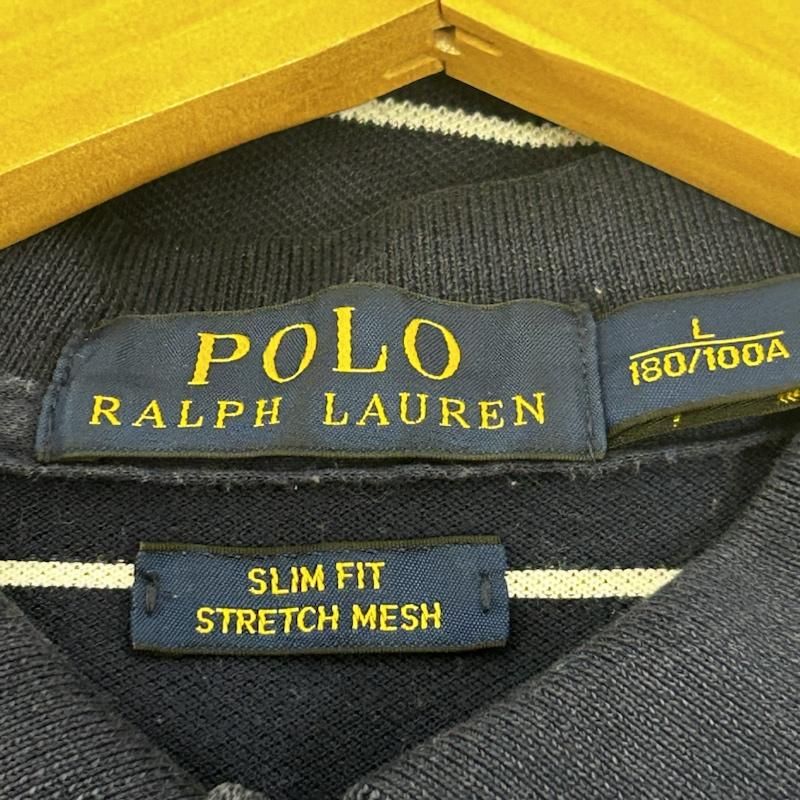 POLO
RALPH LAUREN
L
180/100A
SLIM FIT
STRETCH MESH